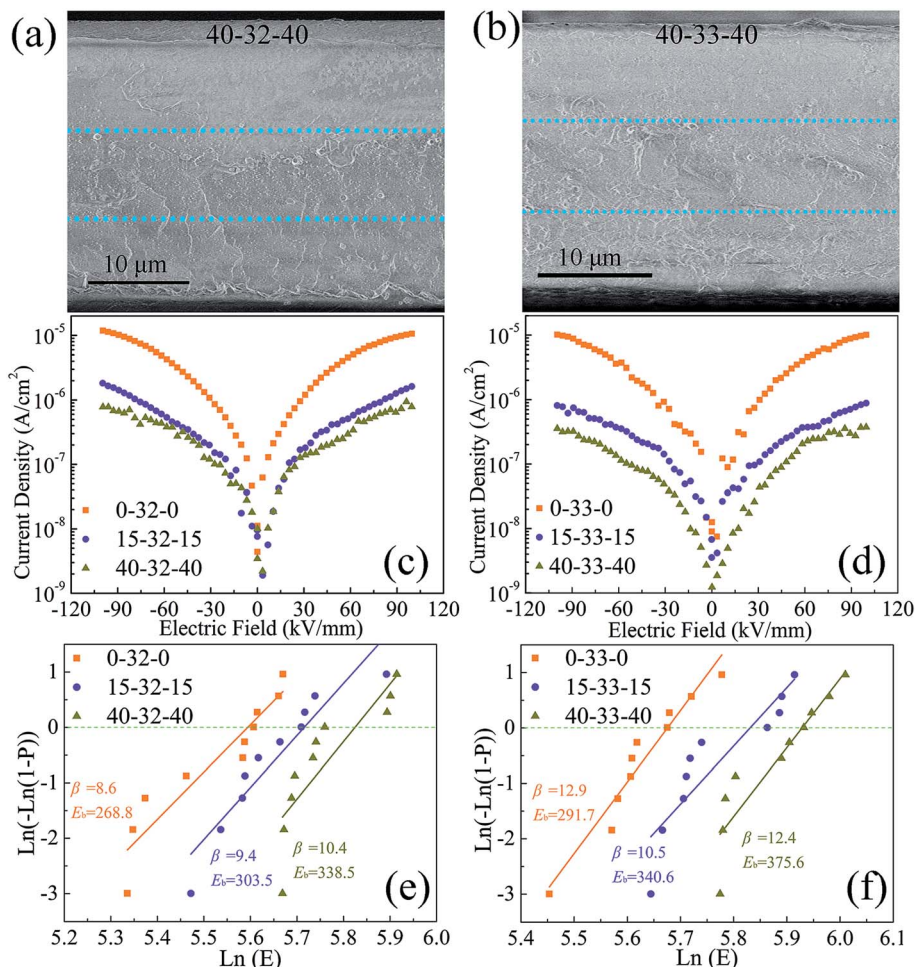 (a)
40-32-40
10 μm
(b)
40-33-40
10 μm
Current Density (A/cm²)
10⁻⁵
10⁻⁶
10⁻⁷
10⁻⁸
10⁻⁹
0-32-0
15-32-15
40-32-40
(c)
-120 -90 -60 -30 0 30 60 90 120
Electric Field (kV/mm)
Current Density (A/cm²)
10⁻⁵
10⁻⁶
10⁻⁷
10⁻⁸
10⁻⁹
0-33-0
15-33-15
40-33-40
(d)
-120 -90 -60 -30 0 30 60 90 120
Electric Field (kV/mm)
Ln(-Ln(1-P))
1
0
-1
-2
-3
0-32-0
15-32-15
40-32-40
β =8.6
E_b=268.8
β =9.4
E_b=303.5
β =10.4
E_b=338.5
(e)
5.2 5.3 5.4 5.5 5.6 5.7 5.8 5.9 6.0
Ln (E)
Ln(-Ln(1-P))
1
0
-1
-2
-3
0-33-0
15-33-15
40-33-40
β =12.9
E_b=291.7
β =10.5
E_b=340.6
β =12.4
E_b=375.6
(f)
5.4 5.5 5.6 5.7 5.8 5.9 6.0 6.1
Ln (E)